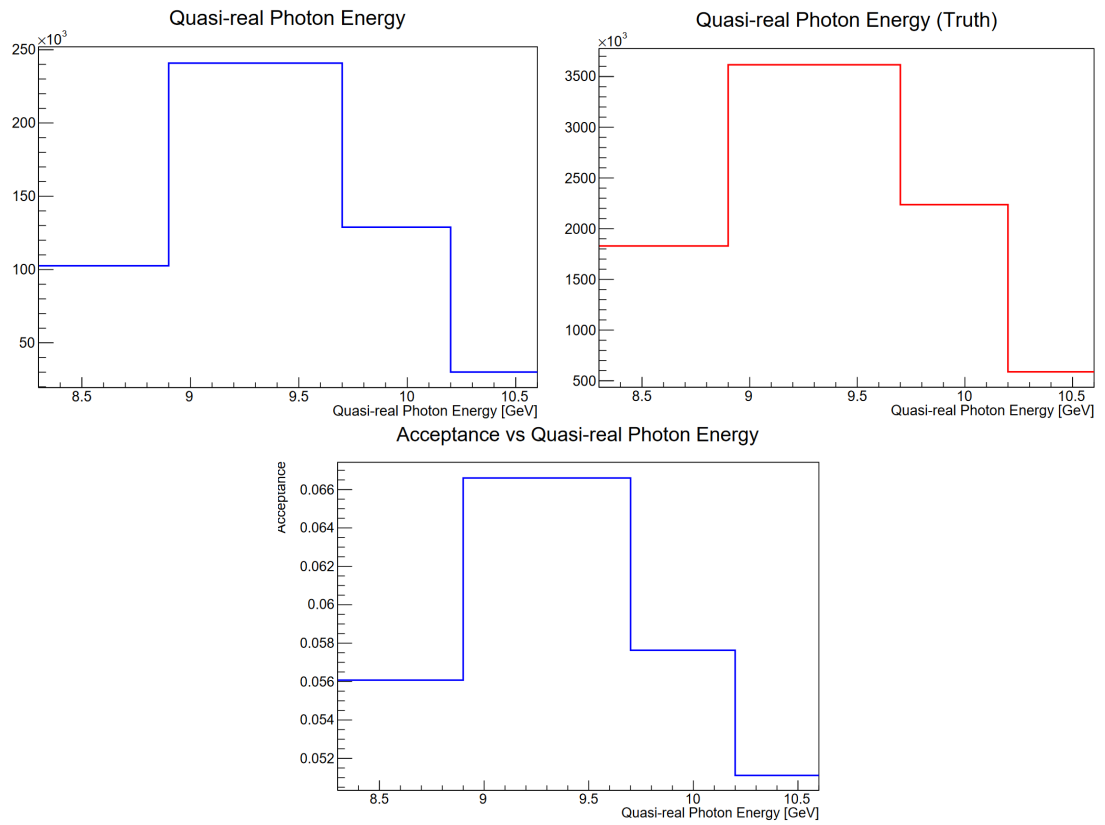 Quasi-real Photon Energy
×10³
250
200
150
100
50
8.5 9 9.5 10 10.5
Quasi-real Photon Energy [GeV]
Quasi-real Photon Energy (Truth)
×10³
3500
3000
2500
2000
1500
1000
500
8.5 9 9.5 10 10.5
Quasi-real Photon Energy [GeV]
Acceptance vs Quasi-real Photon Energy
Acceptance
0.066
0.064
0.062
0.06
0.058
0.056
0.054
0.052
8.5 9 9.5 10 10.5
Quasi-real Photon Energy [GeV]